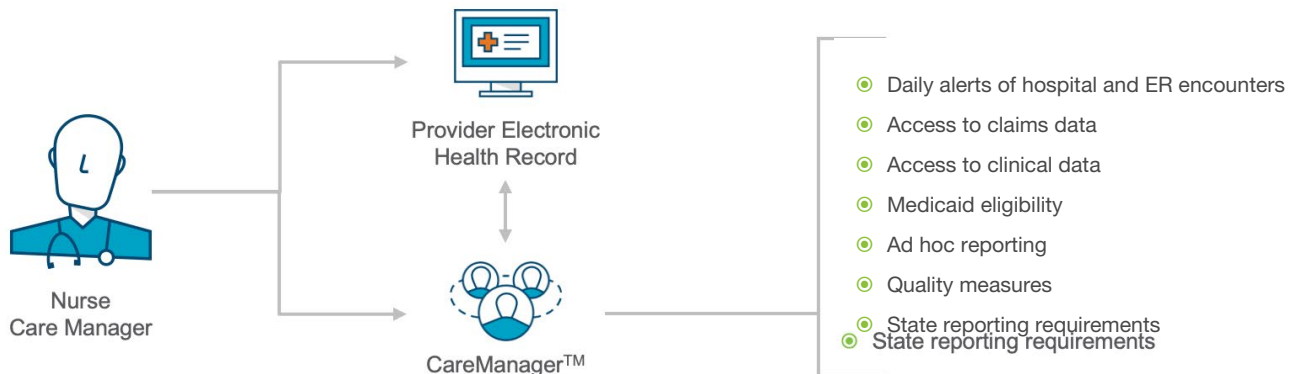 Nurse
Care Manager
Provider Electronic
Health Record
CareManager™
Daily alerts of hospital and ER encounters
Access to claims data
Access to clinical data
Medicaid eligibility
Ad hoc reporting
Quality measures
State reporting requirements
State reporting requirements